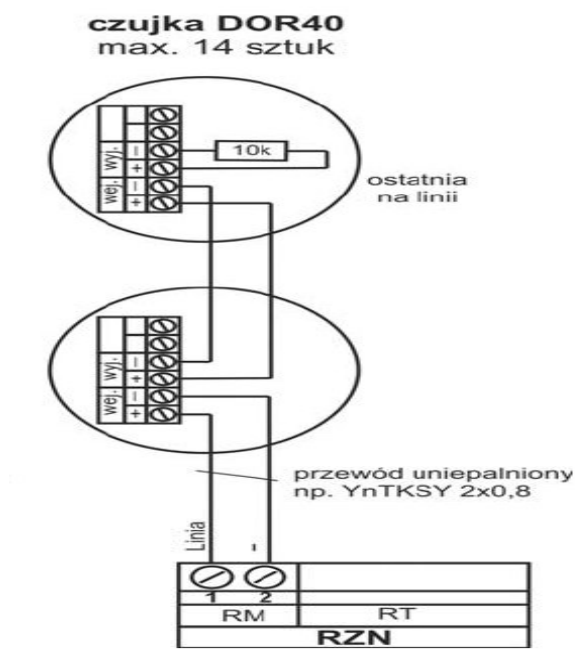 czujka DOR40
max. 14 sztuk
wyj.
wej.
–
+
–
+
10k
ostatnia
na linii
wyj.
wej.
–
+
–
+
przewód uniepalniony
np. YnTKSY 2x0,8
Linia
–
1 2
RM RT
RZN